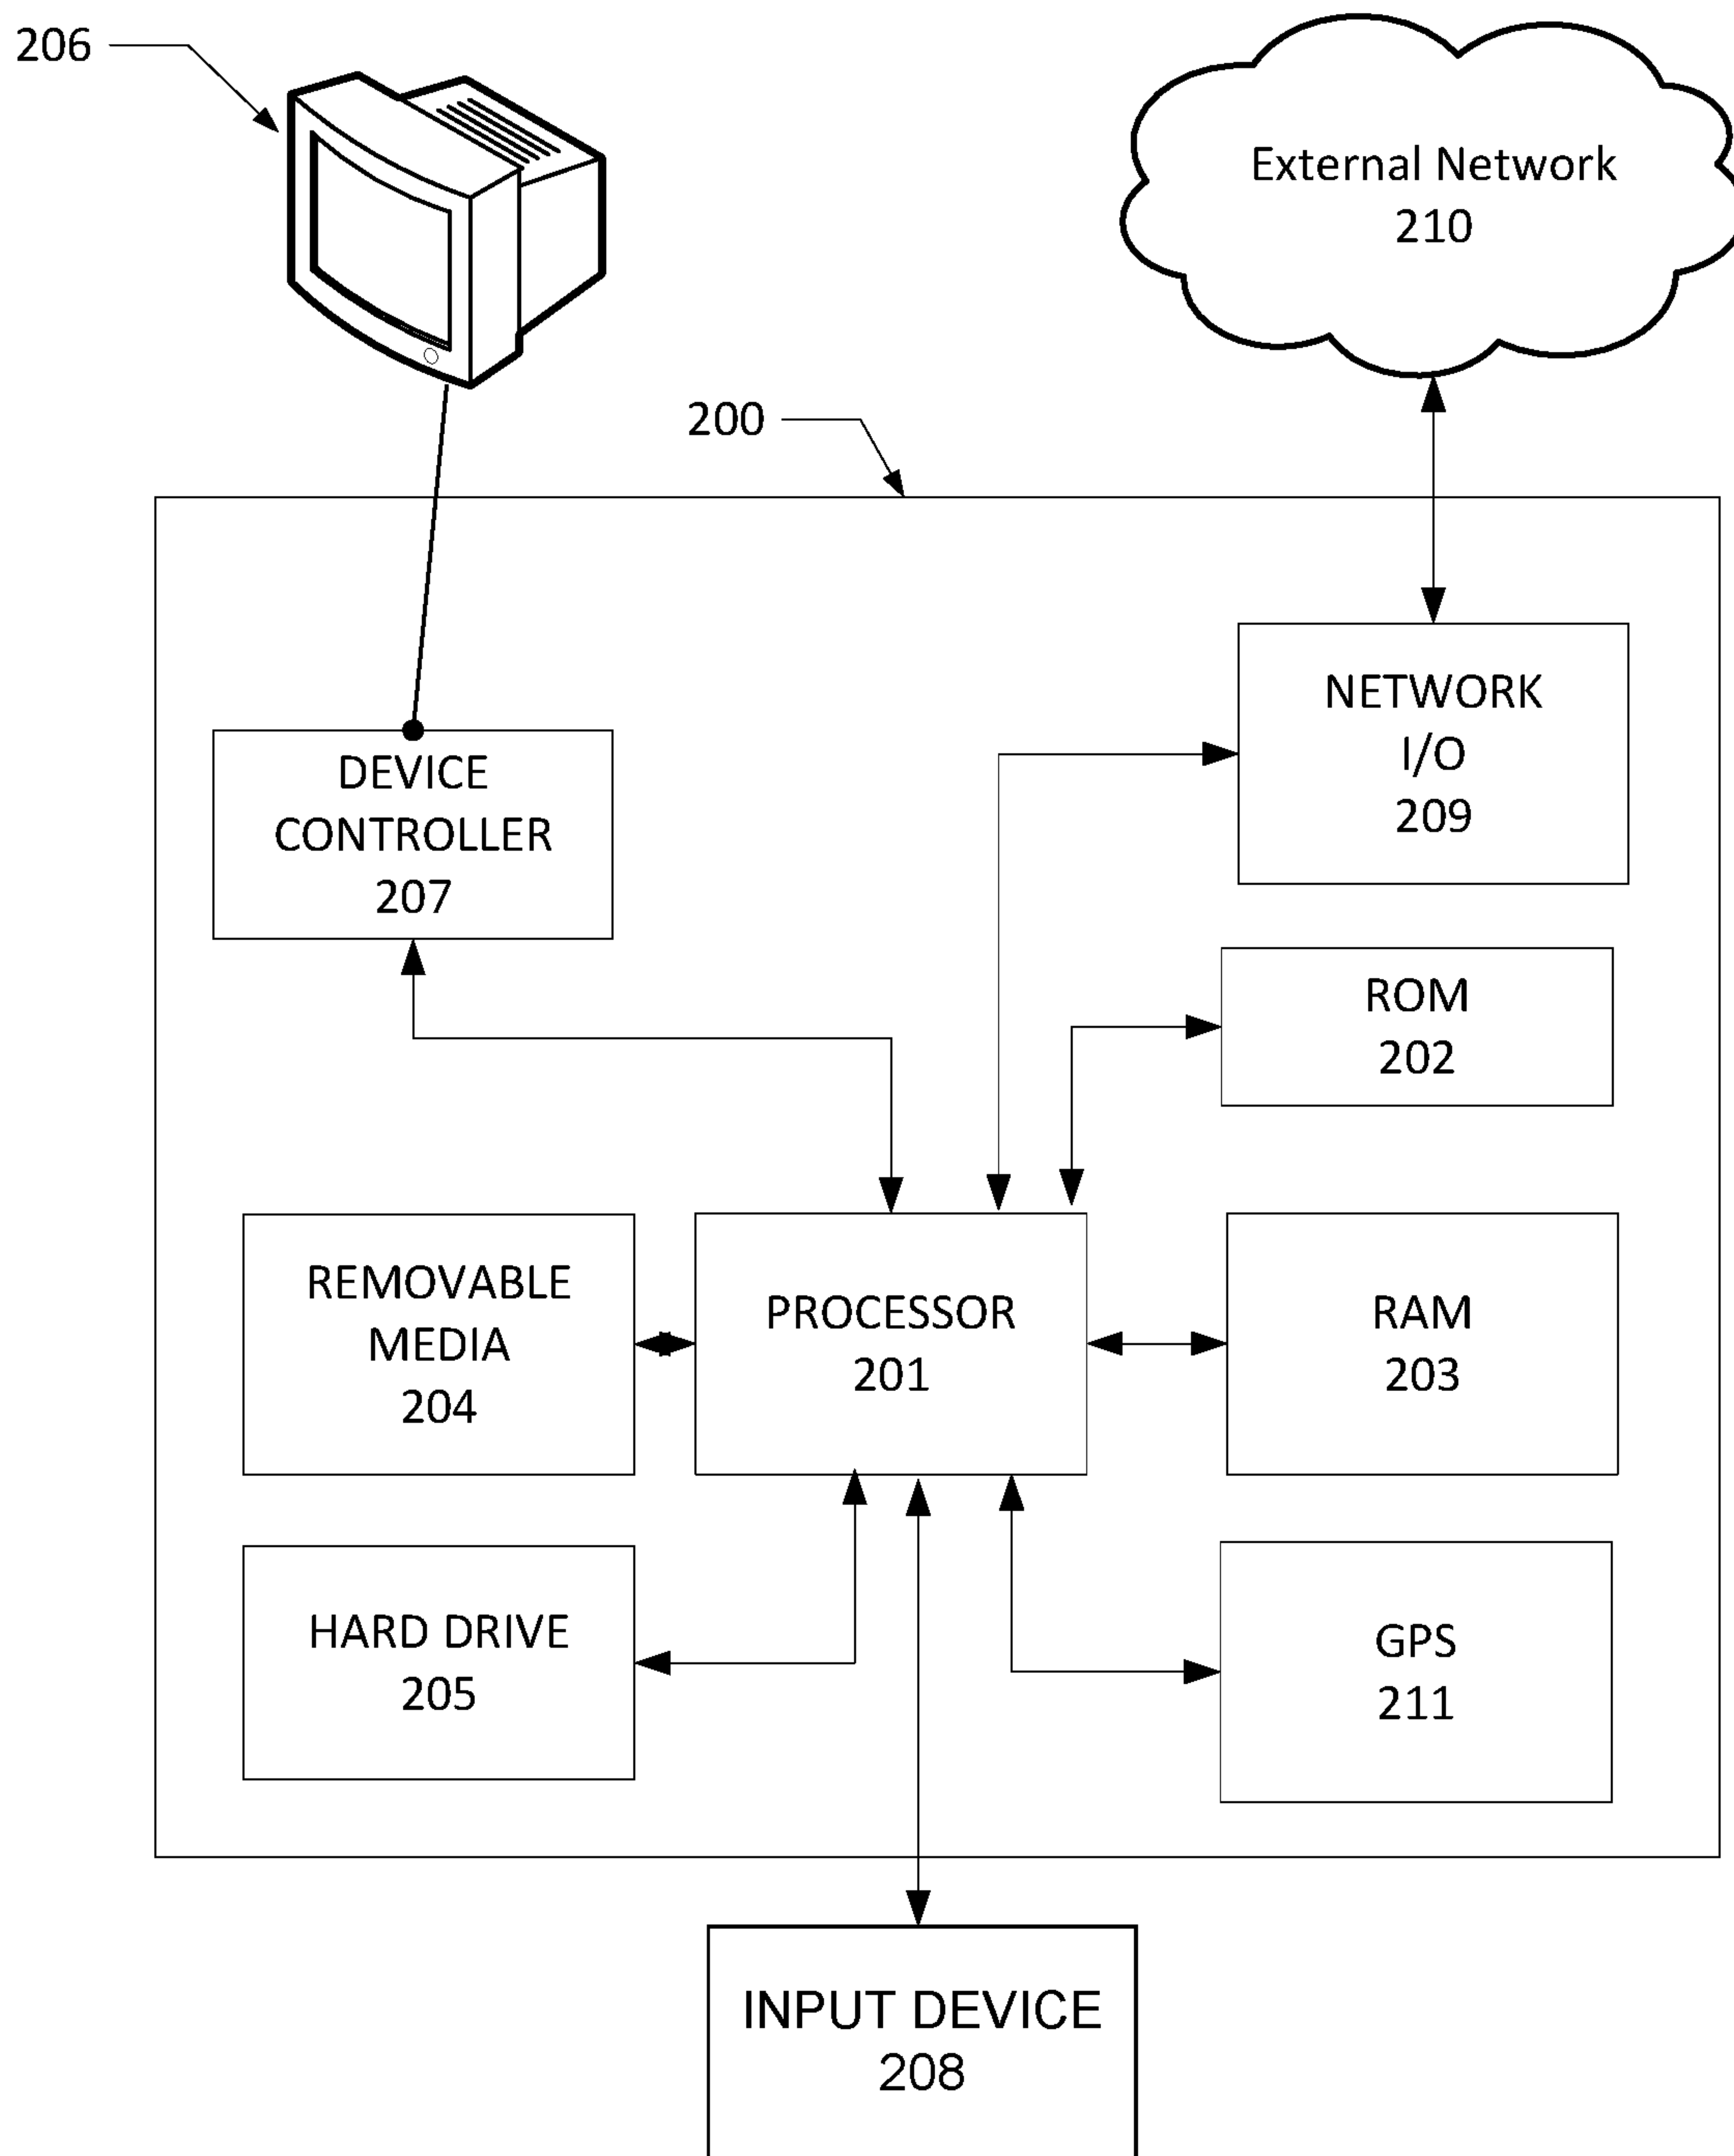 206
External Network
210
200
NETWORK
I/O
209
DEVICE
CONTROLLER
207
ROM
202
REMOVABLE
MEDIA
204
PROCESSOR
201
RAM
203
HARD DRIVE
205
GPS
211
INPUT DEVICE
208